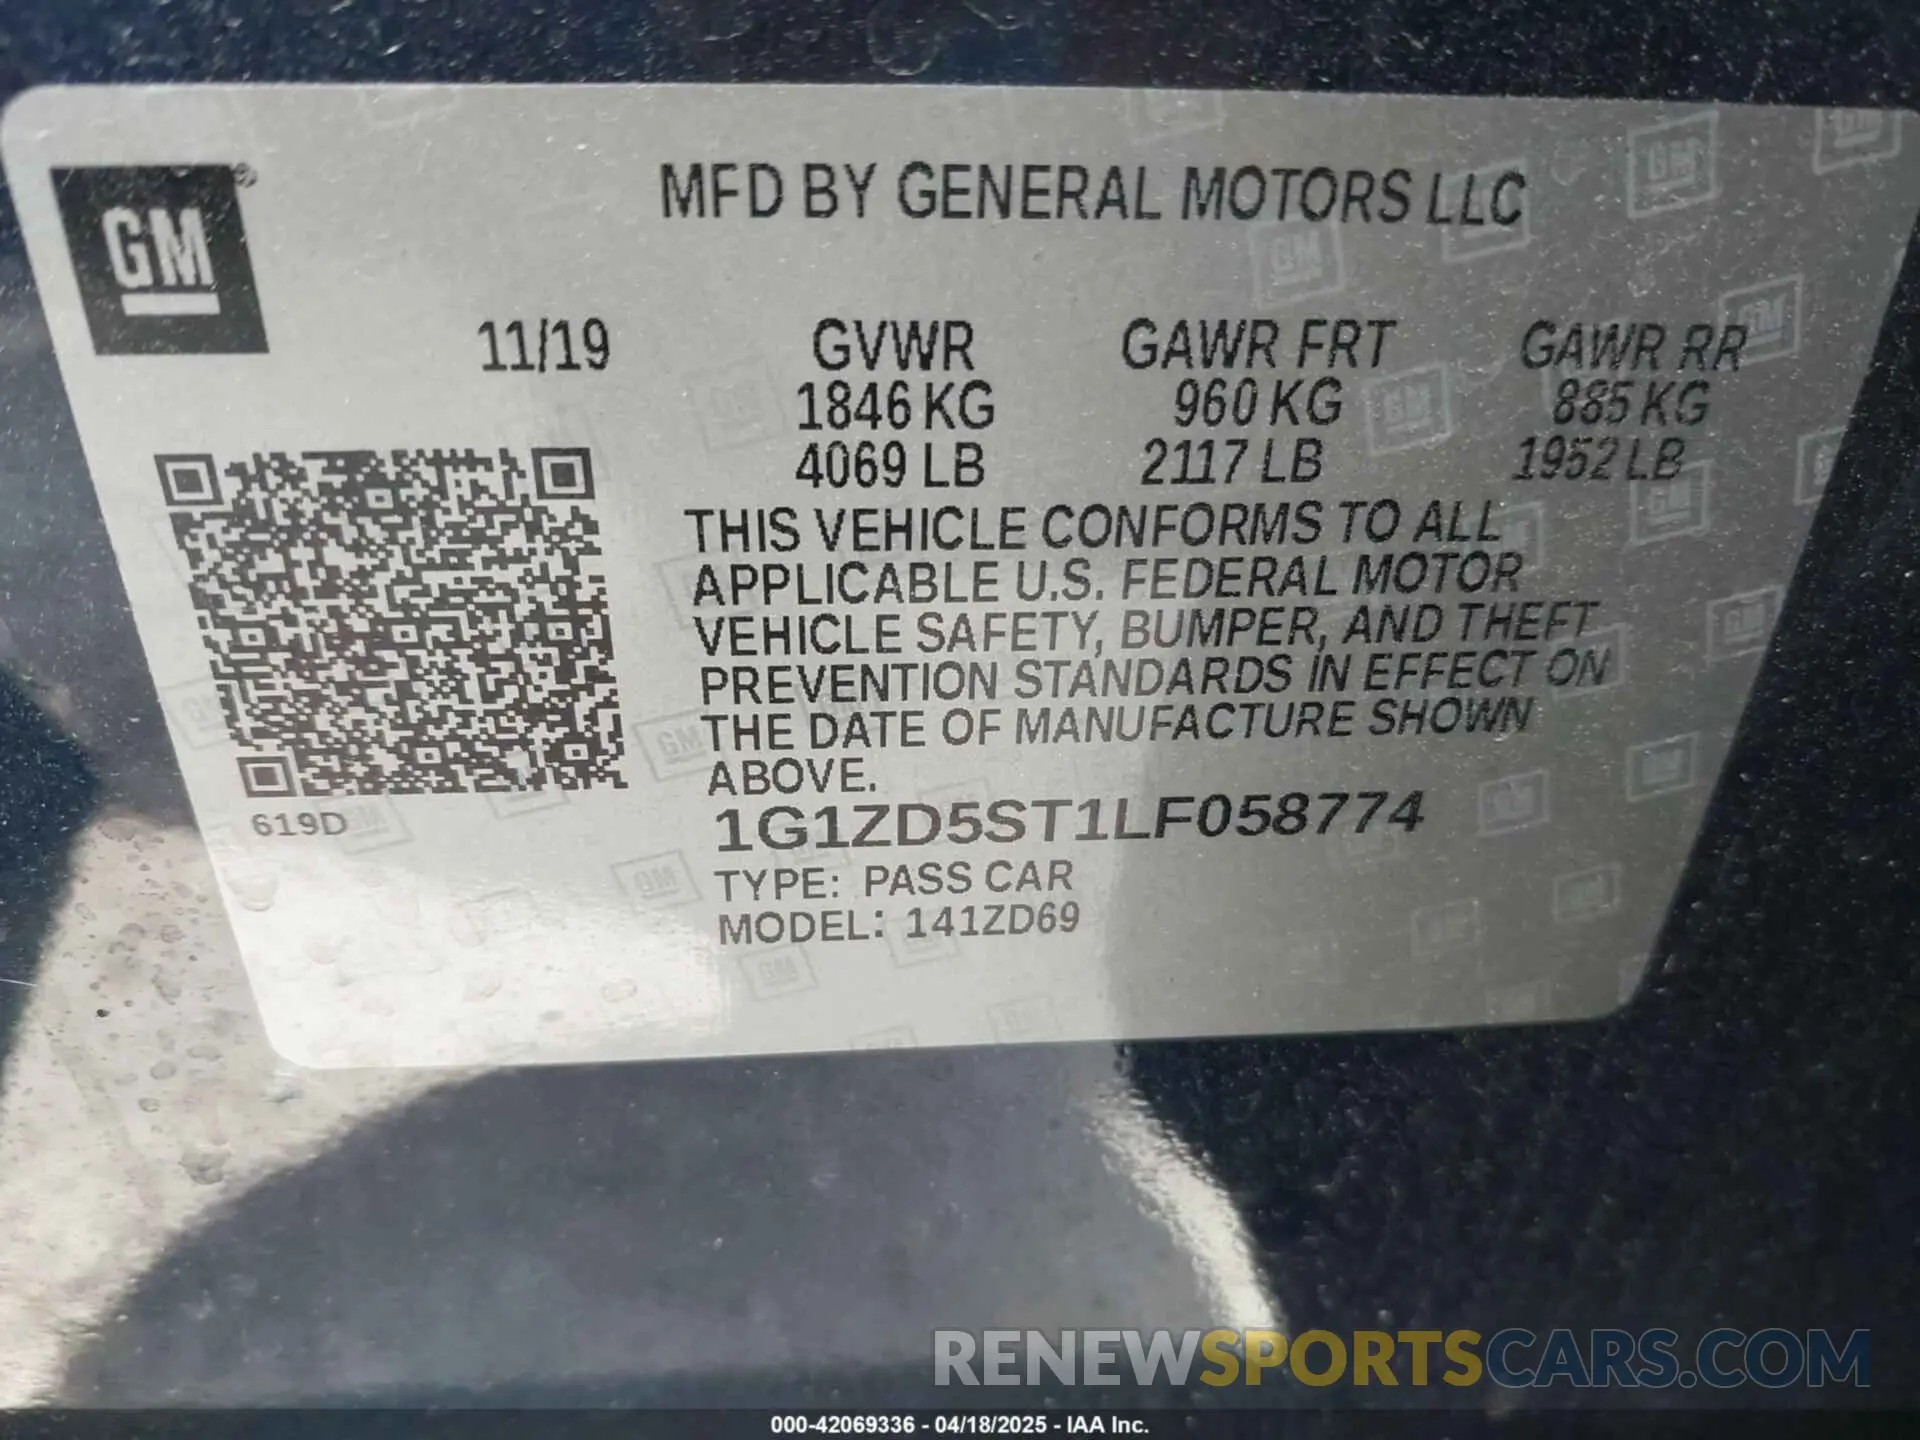 GM ®
MFD BY GENERAL MOTORS LLC
11/19 GVWR GAWR FRT GAWR RR
1846 KG 960 KG 885 KG
4069 LB 2117 LB 1952 LB
THIS VEHICLE CONFORMS TO ALL
APPLICABLE U.S. FEDERAL MOTOR
VEHICLE SAFETY, BUMPER, AND THEFT
PREVENTION STANDARDS IN EFFECT ON
THE DATE OF MANUFACTURE SHOWN
ABOVE.
619D
1G1ZD5ST1LF058774
TYPE: PASS CAR
MODEL: 141ZD69
RENEWSPORTSCARS.COM
000-42069336 - 04/18/2025 - IAA Inc.